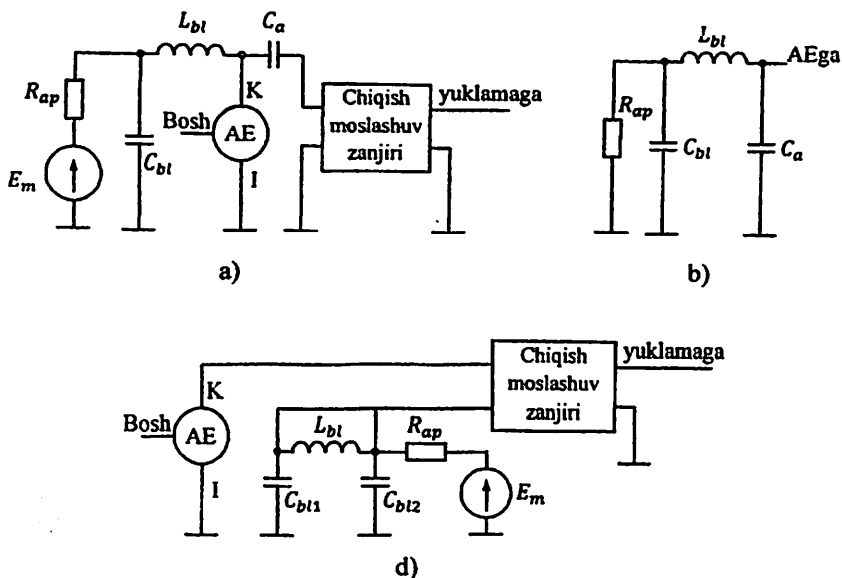 L_bl
C_a
R_ap
K
Bosh
AE
C_bl
I
E_m
Chiqish
moslashuv
zanjiri
yuklamaga
a)
L_bl
AEga
R_ap
C_bl
C_a
b)
K
Bosh
AE
I
L_bl
R_ap
C_bl1
C_bl2
E_m
Chiqish
moslashuv
zanjiri
yuklamaga
d)